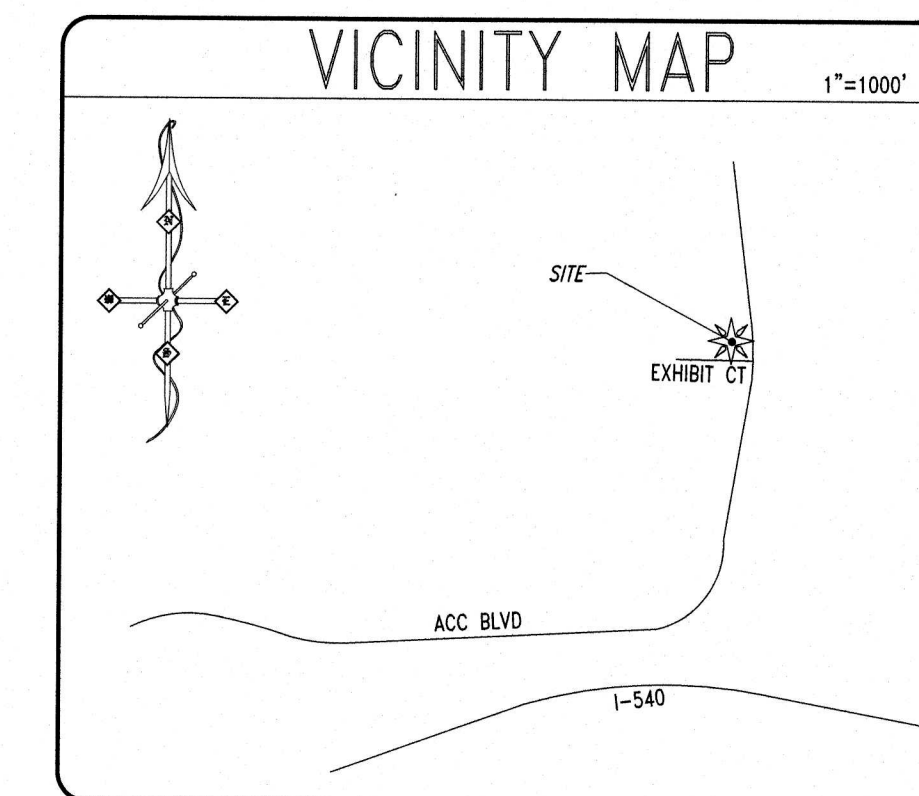 VICINITY MAP
1"=1000'
N
W
E
S
SITE
EXHIBIT CT
ACC BLVD
I-540